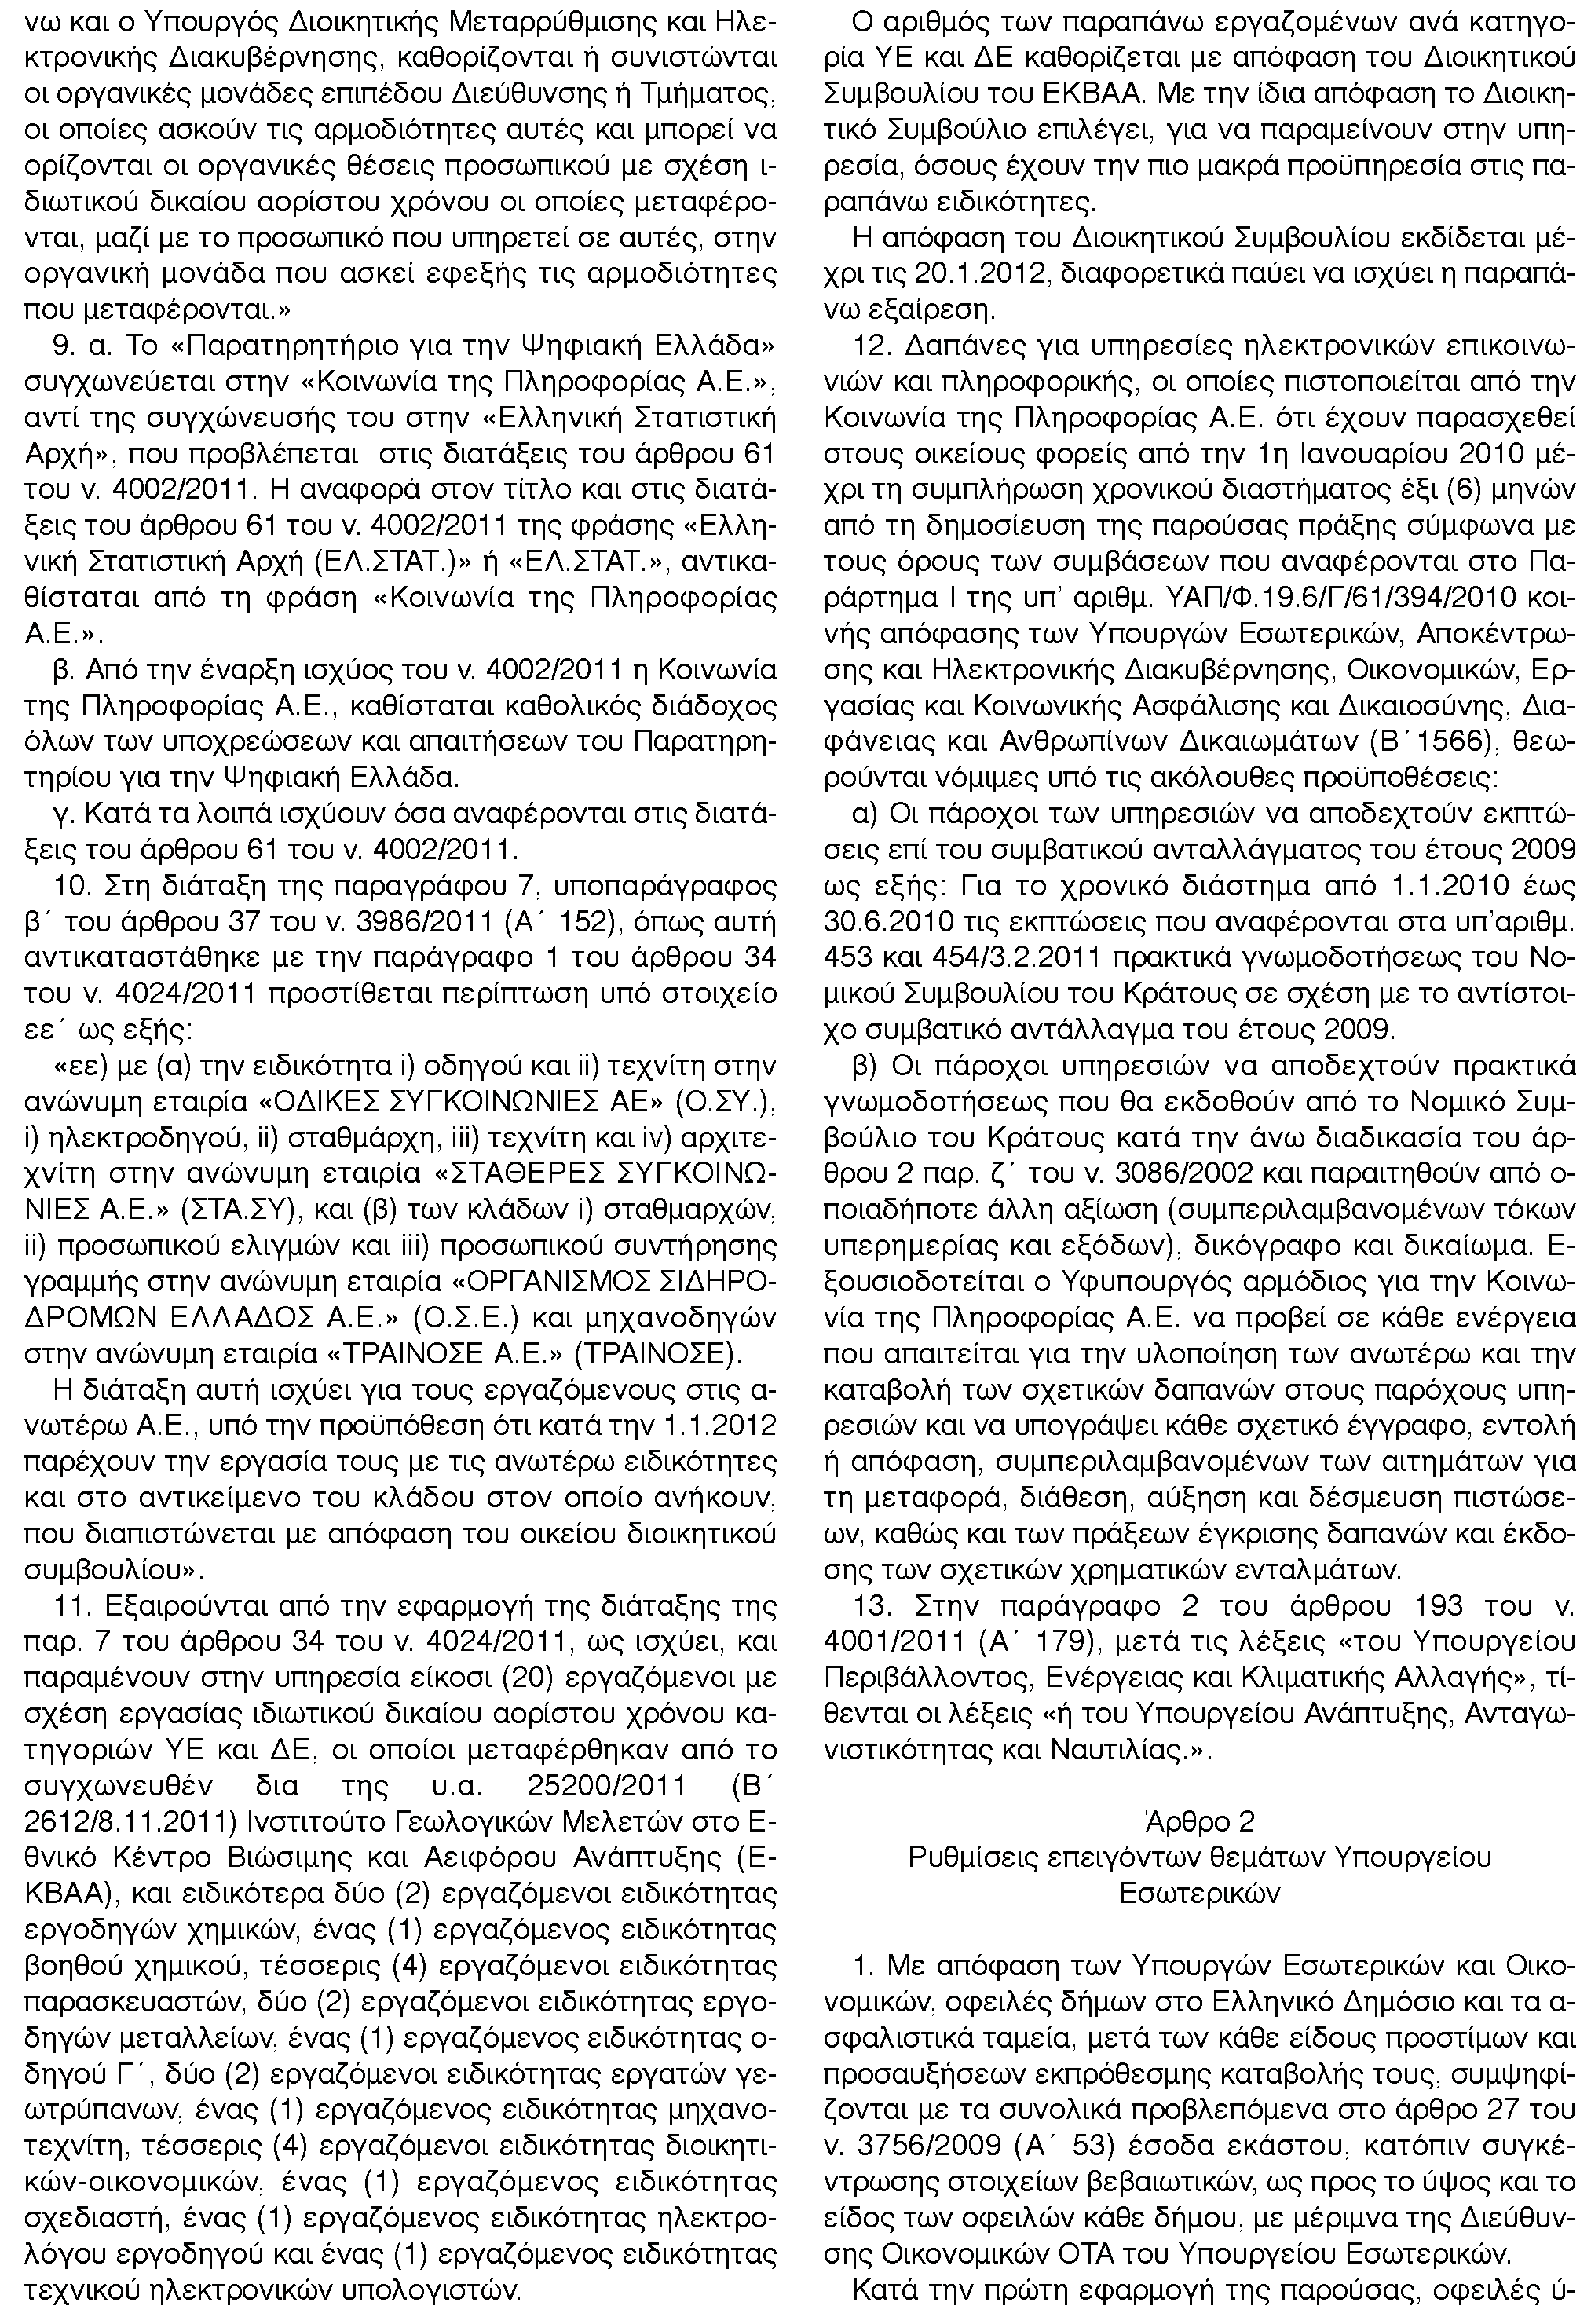 νω και ο Υπουργός Διοικητικής Μεταρρύθμισης και Ηλε-
κτρονικής Διακυβέρνησης, καθορίζονται ή συνιστώνται
οι οργανικές μονάδες επιπέδου Διεύθυνσης ή Τμήματος,
οι οποίες ασκούν τις αρμοδιότητες αυτές και μπορεί να
ορίζονται οι οργανικές θέσεις προσωπικού με σχέση ι-
διωτικού δικαίου αορίστου χρόνου οι οποίες μεταφέρο-
νται, μαζί με το προσωπικό που υπηρετεί σε αυτές, στην
οργανική μονάδα που ασκεί εφεξής τις αρμοδιότητες
που μεταφέρονται.»
9. α. Το «Παρατηρητήριο για την Ψηφιακή Ελλάδα»
συγχωνεύεται στην «Κοινωνία της Πληροφορίας Α.Ε.»,
αντί της συγχώνευσής του στην «Ελληνική Στατιστική
Αρχή», που προβλέπεται στις διατάξεις του άρθρου 61
του ν. 4002/2011. Η αναφορά στον τίτλο και στις διατά-
ξεις του άρθρου 61 του ν. 4002/2011 της φράσης «Ελλη-
νική Στατιστική Αρχή (ΕΛ.ΣΤΑΤ.)» ή «ΕΛ.ΣΤΑΤ.», αντικα-
θίσταται από τη φράση «Κοινωνία της Πληροφορίας
Α.Ε.».
β. Από την έναρξη ισχύος του ν. 4002/2011 η Κοινωνία
της Πληροφορίας Α.Ε., καθίσταται καθολικός διάδοχος
όλων των υποχρεώσεων και απαιτήσεων του Παρατηρη-
τηρίου για την Ψηφιακή Ελλάδα.
γ. Κατά τα λοιπά ισχύουν όσα αναφέρονται στις διατά-
ξεις του άρθρου 61 του ν. 4002/2011.
10. Στη διάταξη της παραγράφου 7, υποπαράγραφος
β΄ του άρθρου 37 του ν. 3986/2011 (Α΄ 152), όπως αυτή
αντικαταστάθηκε με την παράγραφο 1 του άρθρου 34
του ν. 4024/2011 προστίθεται περίπτωση υπό στοιχείο
εε΄ ως εξής:
«εε) με (α) την ειδικότητα i) οδηγού και ii) τεχνίτη στην
ανώνυμη εταιρία «ΟΔΙΚΕΣ ΣΥΓΚΟΙΝΩΝΙΕΣ ΑΕ» (Ο.ΣΥ.),
i) ηλεκτροδηγού, ii) σταθμάρχη, iii) τεχνίτη και iv) αρχιτε-
χνίτη στην ανώνυμη εταιρία «ΣΤΑΘΕΡΕΣ ΣΥΓΚΟΙΝΩ-
ΝΙΕΣ Α.Ε.» (ΣΤΑ.ΣΥ), και (β) των κλάδων i) σταθμαρχών,
ii) προσωπικού ελιγμών και iii) προσωπικού συντήρησης
γραμμής στην ανώνυμη εταιρία «ΟΡΓΑΝΙΣΜΟΣ ΣΙΔΗΡΟ-
ΔΡΟΜΩΝ ΕΛΛΑΔΟΣ Α.Ε.» (Ο.Σ.Ε.) και μηχανοδηγών
στην ανώνυμη εταιρία «ΤΡΑΙΝΟΣΕ Α.Ε.» (ΤΡΑΙΝΟΣΕ).
Η διάταξη αυτή ισχύει για τους εργαζόμενους στις α-
νωτέρω Α.Ε., υπό την προϋπόθεση ότι κατά την 1.1.2012
παρέχουν την εργασία τους με τις ανωτέρω ειδικότητες
και στο αντικείμενο του κλάδου στον οποίο ανήκουν,
που διαπιστώνεται με απόφαση του οικείου διοικητικού
συμβουλίου».
11. Εξαιρούνται από την εφαρμογή της διάταξης της
παρ. 7 του άρθρου 34 του ν. 4024/2011, ως ισχύει, και
παραμένουν στην υπηρεσία είκοσι (20) εργαζόμενοι με
σχέση εργασίας ιδιωτικού δικαίου αορίστου χρόνου κα-
τηγοριών ΥΕ και ΔΕ, οι οποίοι μεταφέρθηκαν από το
συγχωνευθέν δια της υ.α. 25200/2011 (Β΄
2612/8.11.2011) Ινστιτούτο Γεωλογικών Μελετών στο Ε-
θνικό Κέντρο Βιώσιμης και Αειφόρου Ανάπτυξης (Ε-
ΚΒΑΑ), και ειδικότερα δύο (2) εργαζόμενοι ειδικότητας
εργοδηγών χημικών, ένας (1) εργαζόμενος ειδικότητας
βοηθού χημικού, τέσσερις (4) εργαζόμενοι ειδικότητας
παρασκευαστών, δύο (2) εργαζόμενοι ειδικότητας εργο-
δηγών μεταλλείων, ένας (1) εργαζόμενος ειδικότητας ο-
δηγού Γ΄, δύο (2) εργαζόμενοι ειδικότητας εργατών γε-
ωτρύπανων, ένας (1) εργαζόμενος ειδικότητας μηχανο-
τεχνίτη, τέσσερις (4) εργαζόμενοι ειδικότητας διοικητι-
κών-οικονομικών, ένας (1) εργαζόμενος ειδικότητας
σχεδιαστή, ένας (1) εργαζόμενος ειδικότητας ηλεκτρο-
λόγου εργοδηγού και ένας (1) εργαζόμενος ειδικότητας
τεχνικού ηλεκτρονικών υπολογιστών.
Ο αριθμός των παραπάνω εργαζομένων ανά κατηγο-
ρία ΥΕ και ΔΕ καθορίζεται με απόφαση του Διοικητικού
Συμβουλίου του ΕΚΒΑΑ. Με την ίδια απόφαση το Διοικη-
τικό Συμβούλιο επιλέγει, για να παραμείνουν στην υπη-
ρεσία, όσους έχουν την πιο μακρά προϋπηρεσία στις πα-
ραπάνω ειδικότητες.
Η απόφαση του Διοικητικού Συμβουλίου εκδίδεται μέ-
χρι τις 20.1.2012, διαφορετικά παύει να ισχύει η παραπά-
νω εξαίρεση.
12. Δαπάνες για υπηρεσίες ηλεκτρονικών επικοινω-
νιών και πληροφορικής, οι οποίες πιστοποιείται από την
Κοινωνία της Πληροφορίας Α.Ε. ότι έχουν παρασχεθεί
στους οικείους φορείς από την 1η Ιανουαρίου 2010 μέ-
χρι τη συμπλήρωση χρονικού διαστήματος έξι (6) μηνών
από τη δημοσίευση της παρούσας πράξης σύμφωνα με
τους όρους των συμβάσεων που αναφέρονται στο Πα-
ράρτημα Ι της υπ’ αριθμ. ΥΑΠ/Φ.19.6/Γ/61/394/2010 κοι-
νής απόφασης των Υπουργών Εσωτερικών, Αποκέντρω-
σης και Ηλεκτρονικής Διακυβέρνησης, Οικονομικών, Ερ-
γασίας και Κοινωνικής Ασφάλισης και Δικαιοσύνης, Δια-
φάνειας και Ανθρωπίνων Δικαιωμάτων (Β΄1566), θεω-
ρούνται νόμιμες υπό τις ακόλουθες προϋποθέσεις:
α) Οι πάροχοι των υπηρεσιών να αποδεχτούν εκπτώ-
σεις επί του συμβατικού ανταλλάγματος του έτους 2009
ως εξής: Για το χρονικό διάστημα από 1.1.2010 έως
30.6.2010 τις εκπτώσεις που αναφέρονται στα υπ’αριθμ.
453 και 454/3.2.2011 πρακτικά γνωμοδοτήσεως του Νο-
μικού Συμβουλίου του Κράτους σε σχέση με το αντίστοι-
χο συμβατικό αντάλλαγμα του έτους 2009.
β) Οι πάροχοι υπηρεσιών να αποδεχτούν πρακτικά
γνωμοδοτήσεως που θα εκδοθούν από το Νομικό Συμ-
βούλιο του Κράτους κατά την άνω διαδικασία του άρ-
θρου 2 παρ. ζ΄ του ν. 3086/2002 και παραιτηθούν από ο-
ποιαδήποτε άλλη αξίωση (συμπεριλαμβανομένων τόκων
υπερημερίας και εξόδων), δικόγραφο και δικαίωμα. Ε-
ξουσιοδοτείται ο Υφυπουργός αρμόδιος για την Κοινω-
νία της Πληροφορίας Α.Ε. να προβεί σε κάθε ενέργεια
που απαιτείται για την υλοποίηση των ανωτέρω και την
καταβολή των σχετικών δαπανών στους παρόχους υπη-
ρεσιών και να υπογράψει κάθε σχετικό έγγραφο, εντολή
ή απόφαση, συμπεριλαμβανομένων των αιτημάτων για
τη μεταφορά, διάθεση, αύξηση και δέσμευση πιστώσε-
ων, καθώς και των πράξεων έγκρισης δαπανών και έκδο-
σης των σχετικών χρηματικών ενταλμάτων.
13. Στην παράγραφο 2 του άρθρου 193 του ν.
4001/2011 (Α΄ 179), μετά τις λέξεις «του Υπουργείου
Περιβάλλοντος, Ενέργειας και Κλιματικής Αλλαγής», τί-
θενται οι λέξεις «ή του Υπουργείου Ανάπτυξης, Ανταγω-
νιστικότητας και Ναυτιλίας.».
Άρθρο 2
Ρυθμίσεις επειγόντων θεμάτων Υπουργείου
Εσωτερικών
1. Με απόφαση των Υπουργών Εσωτερικών και Οικο-
νομικών, οφειλές δήμων στο Ελληνικό Δημόσιο και τα α-
σφαλιστικά ταμεία, μετά των κάθε είδους προστίμων και
προσαυξήσεων εκπρόθεσμης καταβολής τους, συμψηφί-
ζονται με τα συνολικά προβλεπόμενα στο άρθρο 27 του
ν. 3756/2009 (Α΄ 53) έσοδα εκάστου, κατόπιν συγκέ-
ντρωσης στοιχείων βεβαιωτικών, ως προς το ύψος και το
είδος των οφειλών κάθε δήμου, με μέριμνα της Διεύθυν-
σης Οικονομικών ΟΤΑ του Υπουργείου Εσωτερικών.
Κατά την πρώτη εφαρμογή της παρούσας, οφειλές ύ-